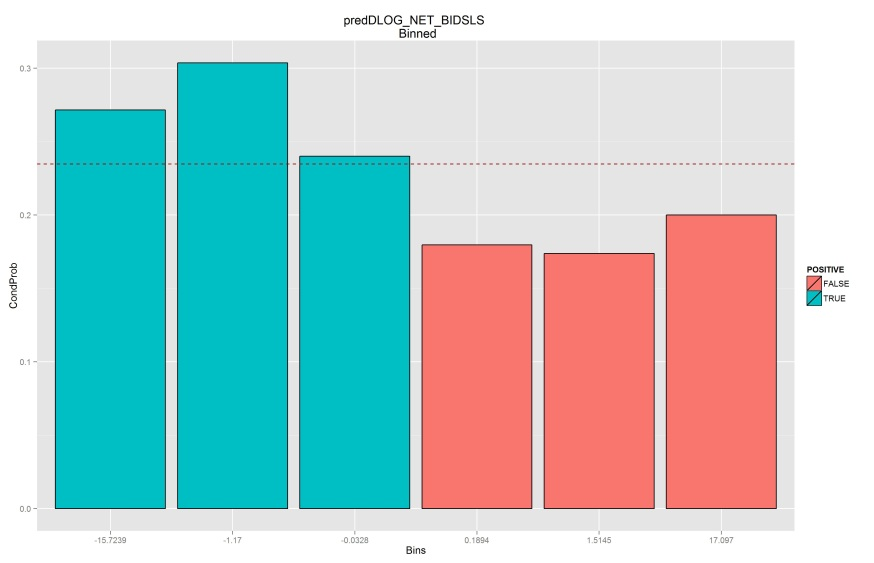 predDLOG_NET_BIDSLS
Binned
CondProb
0.3
0.2
0.1
0.0
-15.7239 -1.17 -0.0328 0.1894 1.5145 17.097
Bins
POSITIVE
FALSE
TRUE